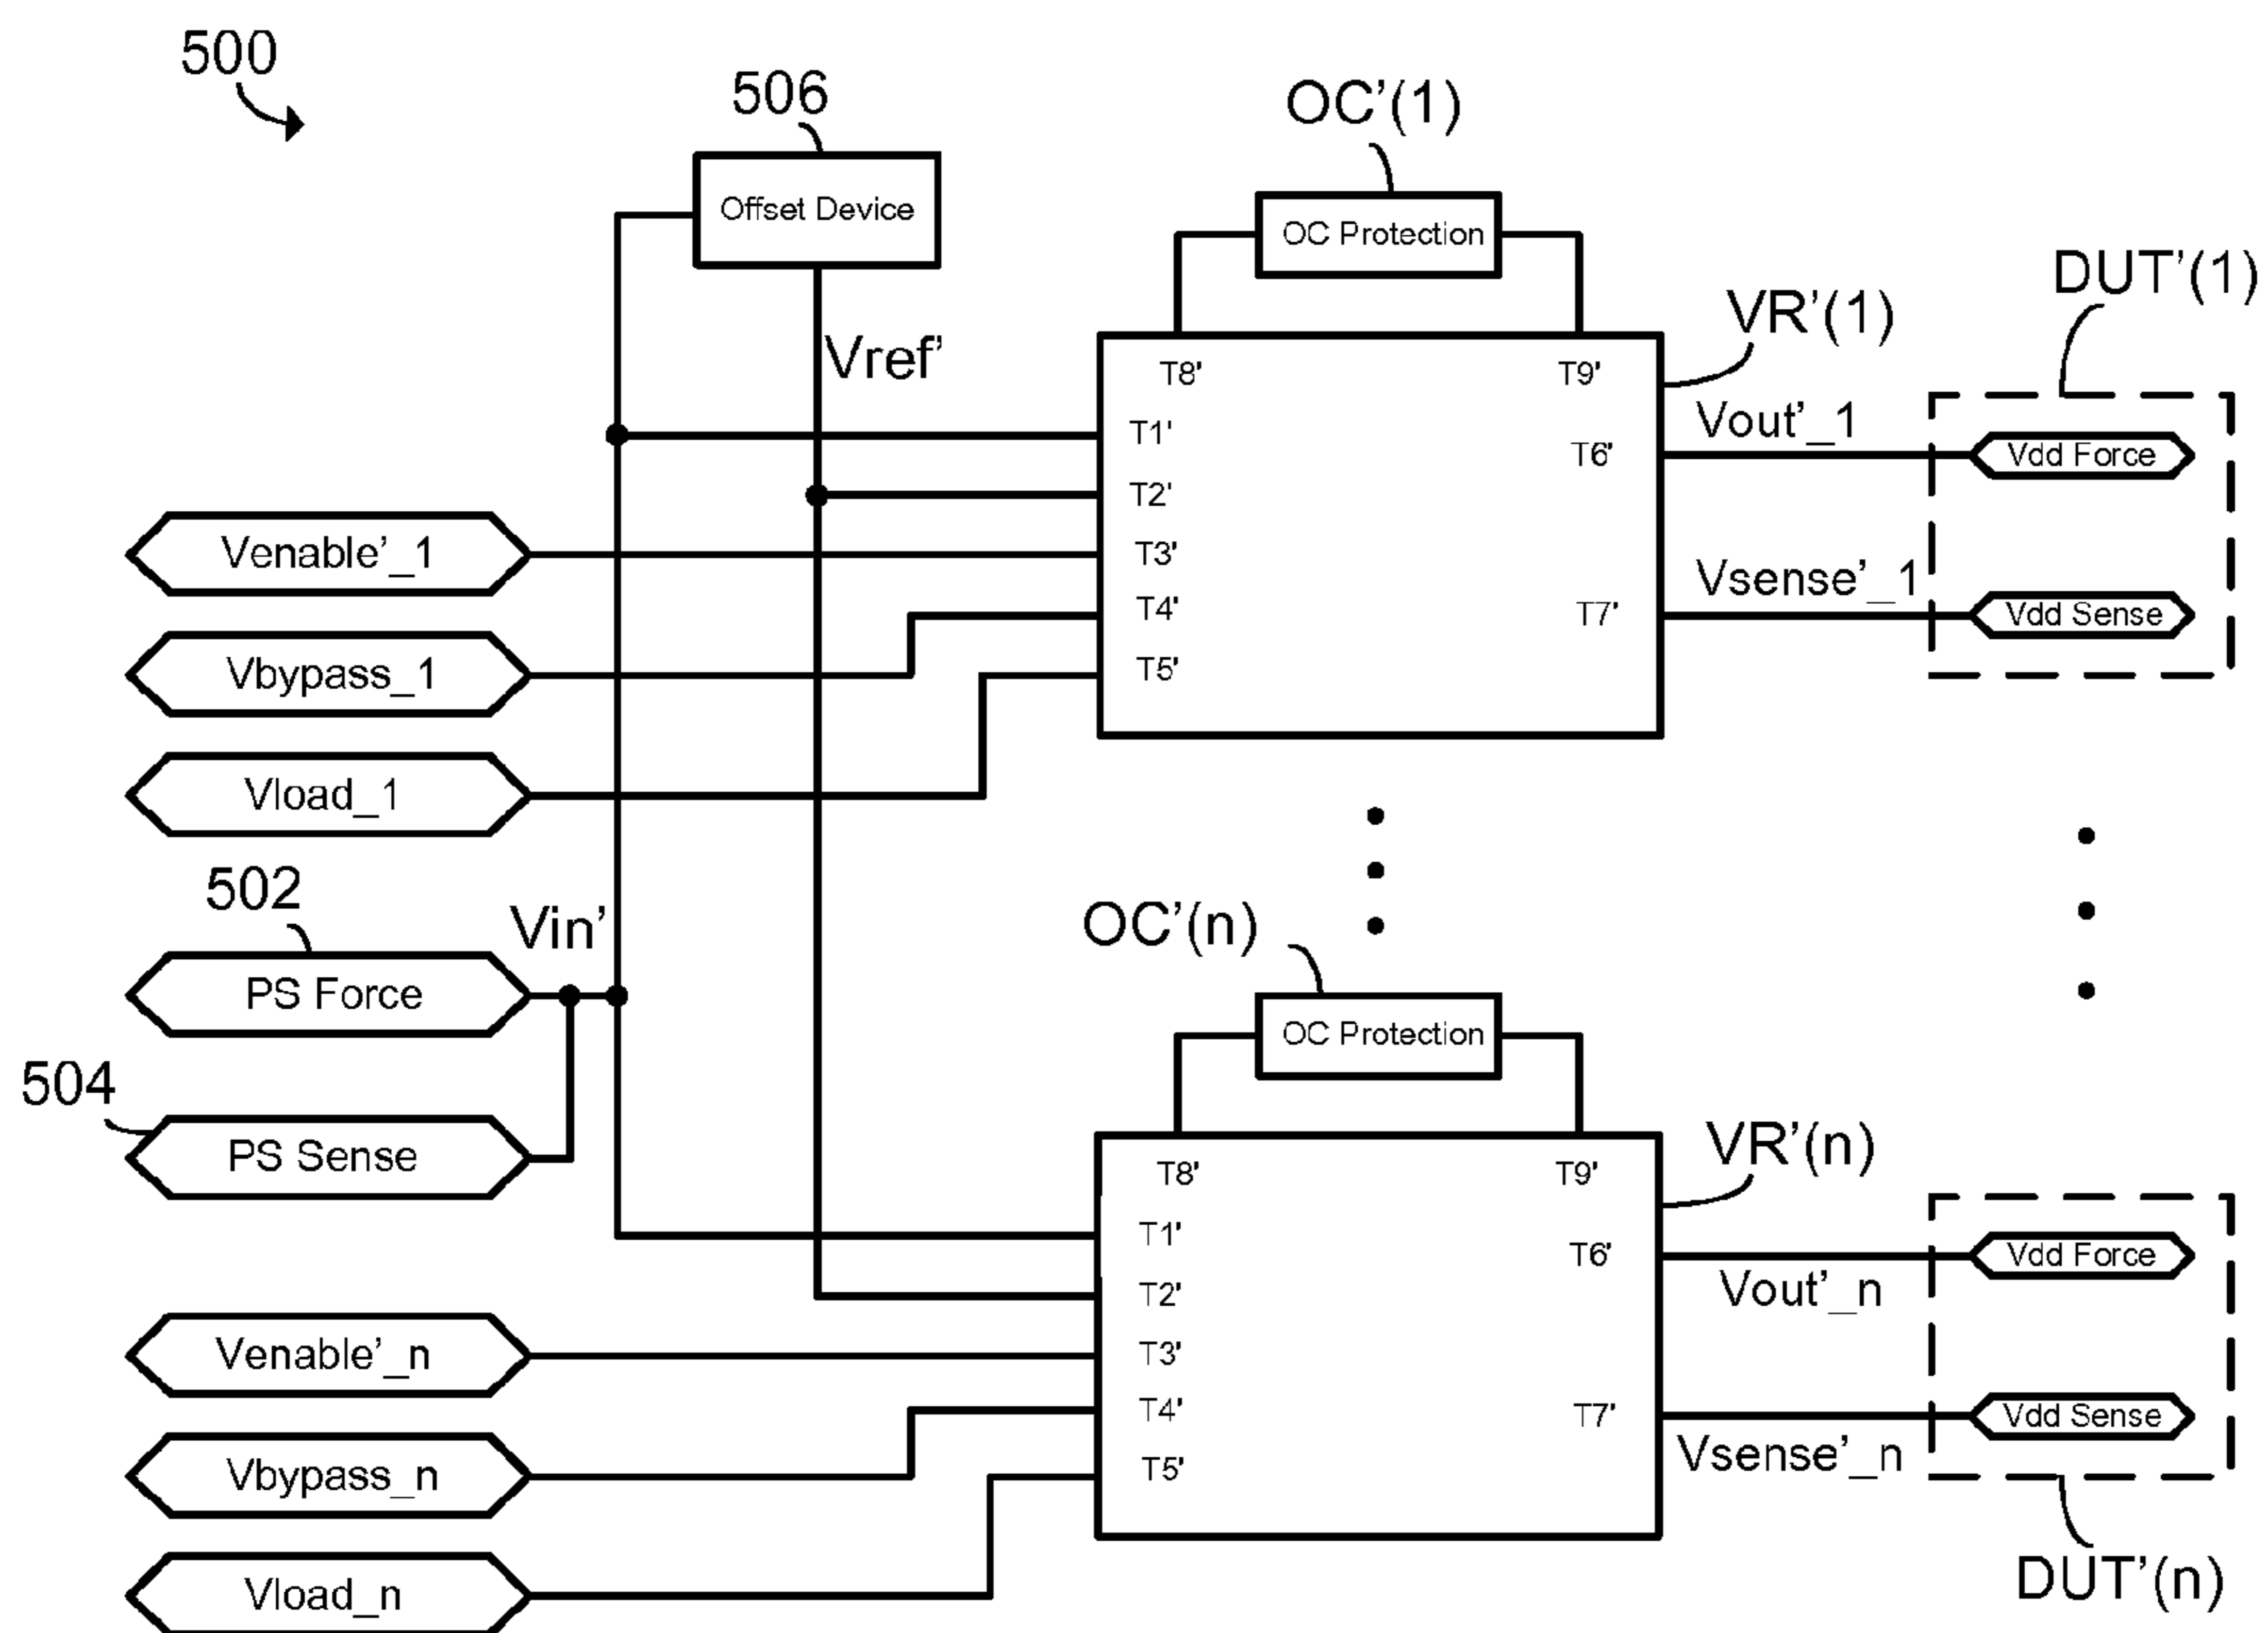 500
506
OC’(1)
Offset Device
OC Protection
DUT’(1)
VR’(1)
Vref’
T8'
T9'
Vout’_1
T1'
T6'
Vdd Force
T2'
Venable’_1
T3'
Vsense’_1
T4'
T7'
Vdd Sense
Vbypass_1
T5'
Vload_1
502
Vin’
OC’(n)
PS Force
OC Protection
504
PS Sense
VR’(n)
T8'
T9'
T1'
T6'
Vdd Force
T2'
Vout’_n
Venable’_n
T3'
T4'
T7'
Vdd Sense
Vsense’_n
Vbypass_n
T5'
Vload_n
DUT’(n)